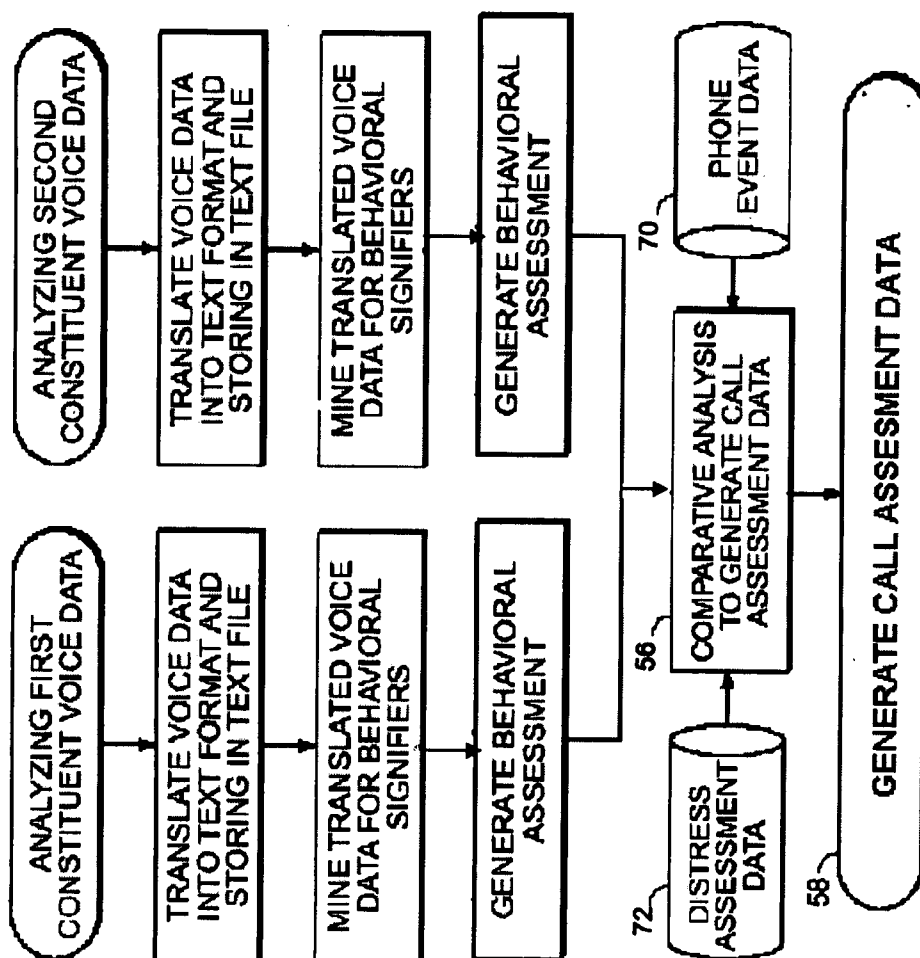 ANALYZING FIRST
CONSTITUENT VOICE DATA
TRANSLATE VOICE DATA
INTO TEXT FORMAT AND
STORING IN TEXT FILE
MINE TRANSLATED VOICE
DATA FOR BEHAVIORAL
SIGNIFIERS
GENERATE BEHAVIORAL
ASSESSMENT
ANALYZING SECOND
CONSTITUENT VOICE DATA
TRANSLATE VOICE DATA
INTO TEXT FORMAT AND
STORING IN TEXT FILE
MINE TRANSLATED VOICE
DATA FOR BEHAVIORAL
SIGNIFIERS
GENERATE BEHAVIORAL
ASSESSMENT
72
DISTRESS
ASSESSMENT
DATA
56
COMPARATIVE ANALYSIS
TO GENERATE CALL
ASSESSMENT DATA
70
PHONE
EVENT DATA
58
GENERATE CALL ASSESSMENT DATA